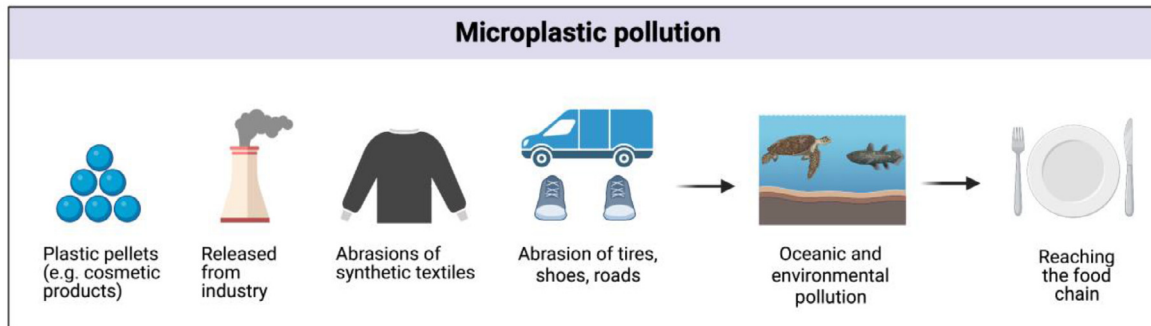 Microplastic pollution
Plastic pellets
(e.g. cosmetic
products)
Released
from
industry
Abrasions of
synthetic textiles
Abrasion of tires,
shoes, roads
Oceanic and
environmental
pollution
Reaching
the food
chain